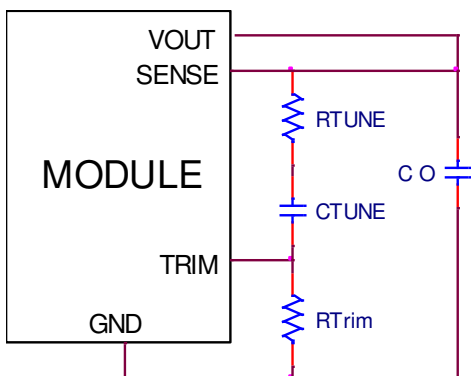 VOUT
SENSE
RTUNE
MODULE
C O
CTUNE
TRIM
RTrim
GND